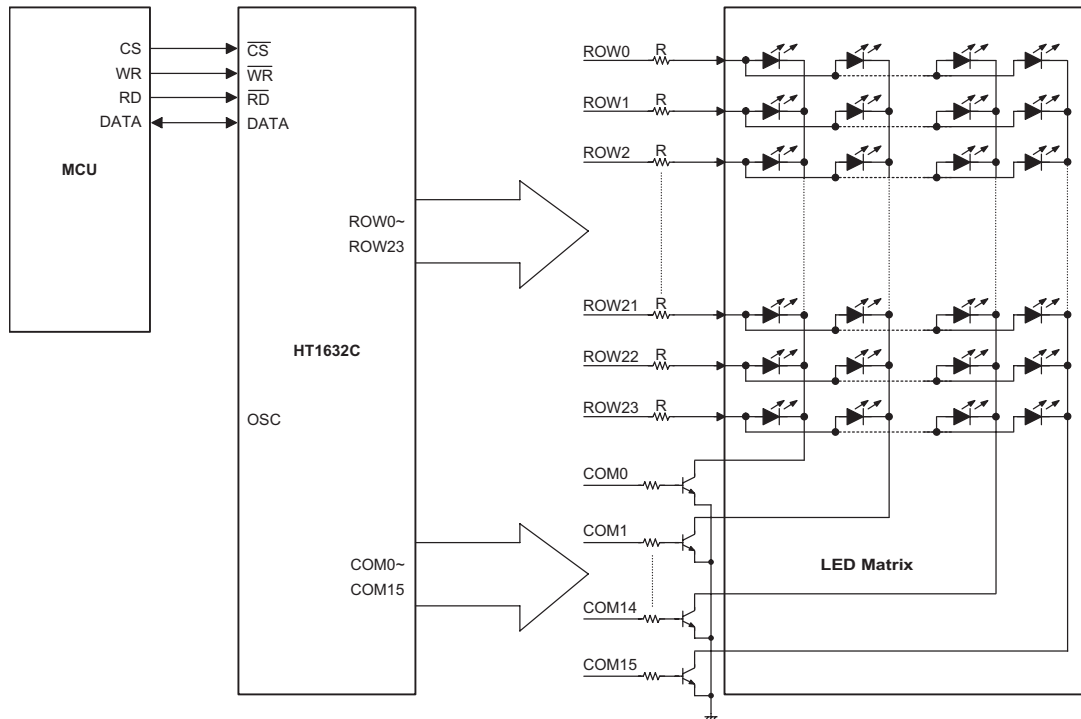 MCU
CS
WR
RD
DATA
CS
WR
RD
DATA
ROW0~
ROW23
HT1632C
OSC
COM0~
COM15
ROW0 R
ROW1 R
ROW2 R
ROW21 R
ROW22 R
ROW23 R
COM0
COM1
COM14
COM15
LED Matrix